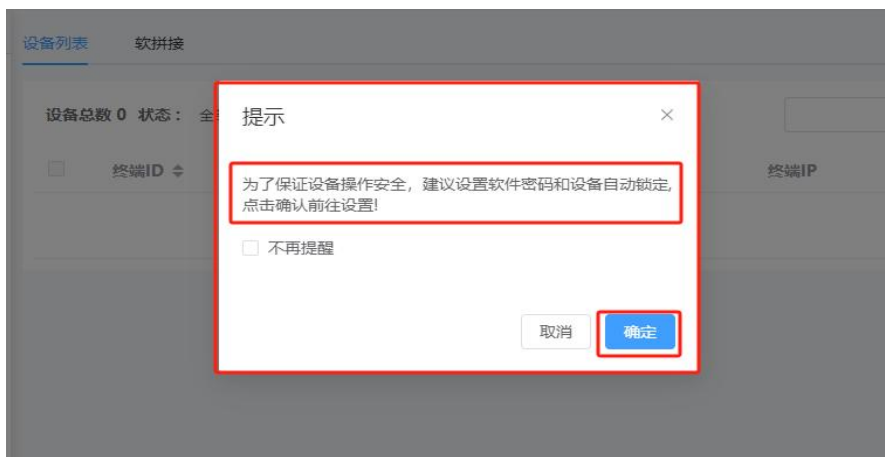 设备列表 软拼接
设备总数 0 状态： 全
提示
终端ID 终端IP
为了保证设备操作安全，建议设置软件密码和设备自动锁定,
点击确认前往设置!
不再提醒
取消 确定